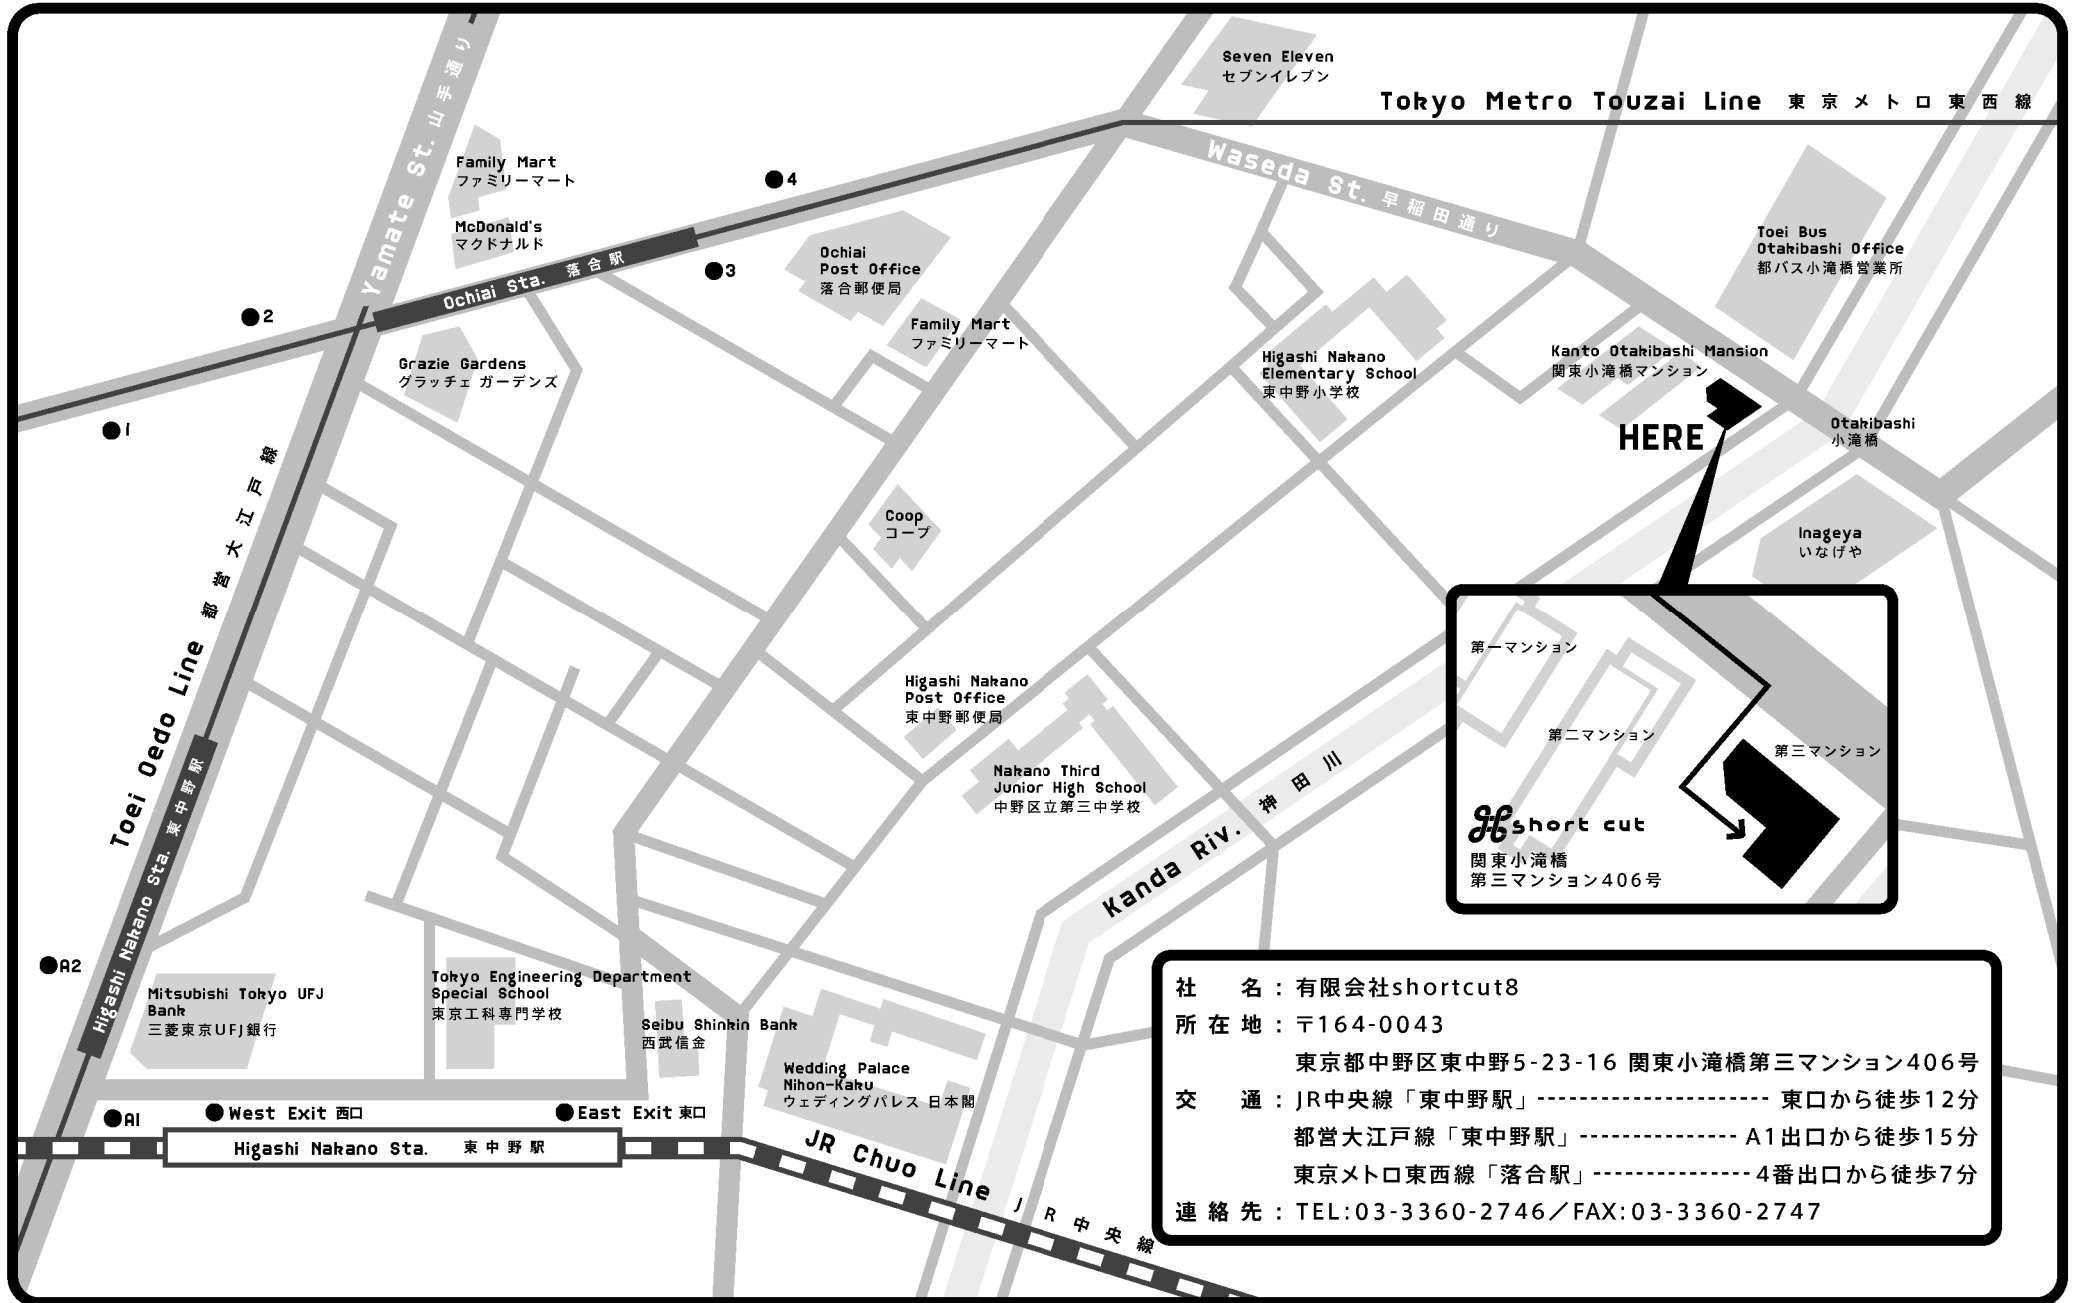 Seven Eleven
セブンイレブン
Tokyo Metro Touzai Line 東京メトロ東西線
Yamate St. 山手通り
Family Mart
ファミリーマート
McDonald's
マクドナルド
4
Waseda St. 早稲田通り
Toei Bus
Otakibashi Office
都バス小滝橋営業所
Ochiai
Post Office
落合郵便局
3
Ochiai Sta. 落合駅
2
Family Mart
ファミリーマート
Grazie Gardens
グラッチェ ガーデンズ
Higashi Nakano
Elementary School
東中野小学校
Kanto Otakibashi Mansion
関東小滝橋マンション
HERE
Otakibashi
小滝橋
1
Coop
コープ
Inageya
いなげや
Toei Oedo Line 都営大江戸線
Higashi Nakano
Post Office
東中野郵便局
Nakano Third
Junior High School
中野区立第三中学校
Kanda Riv. 神田川
第一マンション
第二マンション
第三マンション
short cut
関東小滝橋
第三マンション406号
Higashi Nakano Sta. 東中野駅
A2
Mitsubishi Tokyo UFJ
Bank
三菱東京UFJ銀行
Tokyo Engineering Department
Special School
東京工科専門学校
Seibu Shinkin Bank
西武信金
Wedding Palace
Nihon-Kaku
ウェディングパレス 日本閣
A1
West Exit 西口
East Exit 東口
Higashi Nakano Sta. 東中野駅
JR Chuo Line JR中央線
社名：有限会社shortcut8
所在地：〒164-0043
東京都中野区東中野5-23-16 関東小滝橋第三マンション406号
交通：JR中央線「東中野駅」---------------------- 東口から徒歩12分
都営大江戸線「東中野駅」--------------- A1出口から徒歩15分
東京メトロ東西線「落合駅」--------------- 4番出口から徒歩7分
連絡先：TEL:03-3360-2746／FAX:03-3360-2747